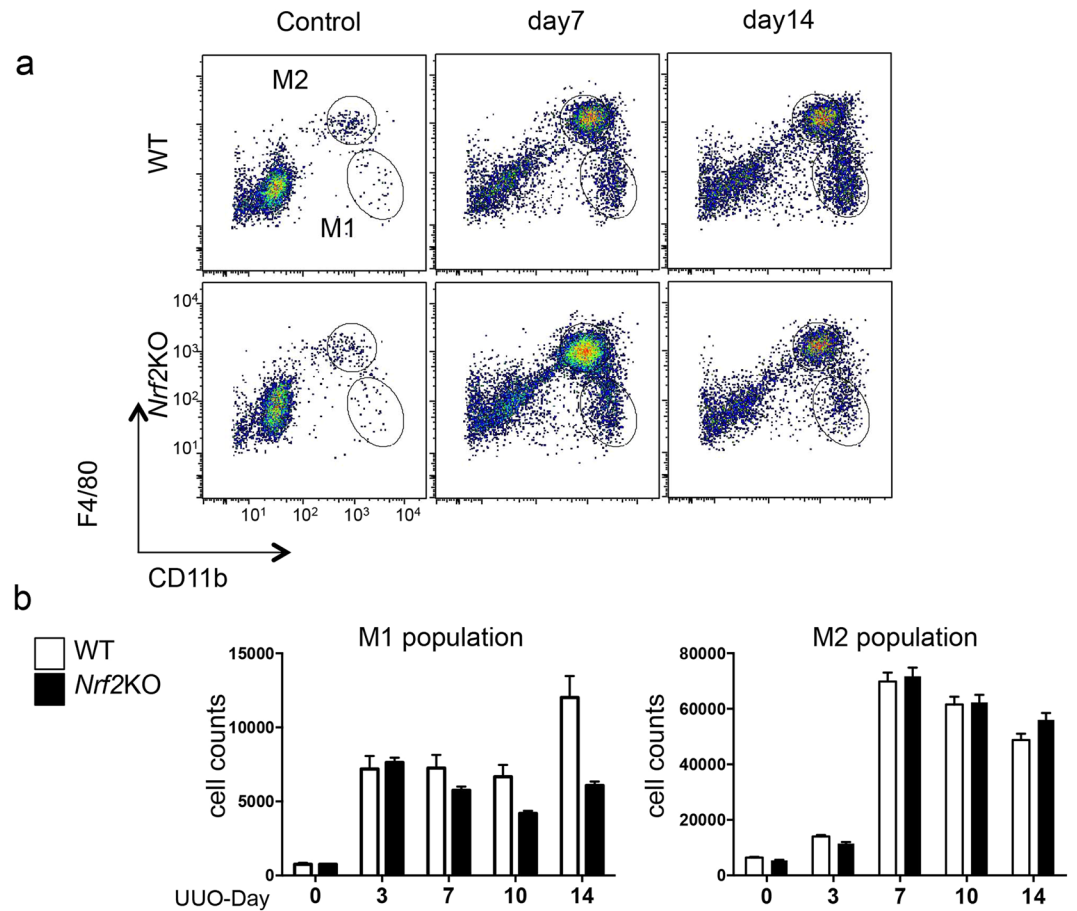 Control day7 day14
a
M2
WT
M1
Nrf2KO
10⁴
10³
10²
10¹
10¹ 10² 10³ 10⁴
F4/80
CD11b
b
WT
Nrf2KO
M1 population
15000
10000
5000
0
cell counts
UUO-Day 0 3 7 10 14
M2 population
80000
60000
40000
20000
0
cell counts
0 3 7 10 14